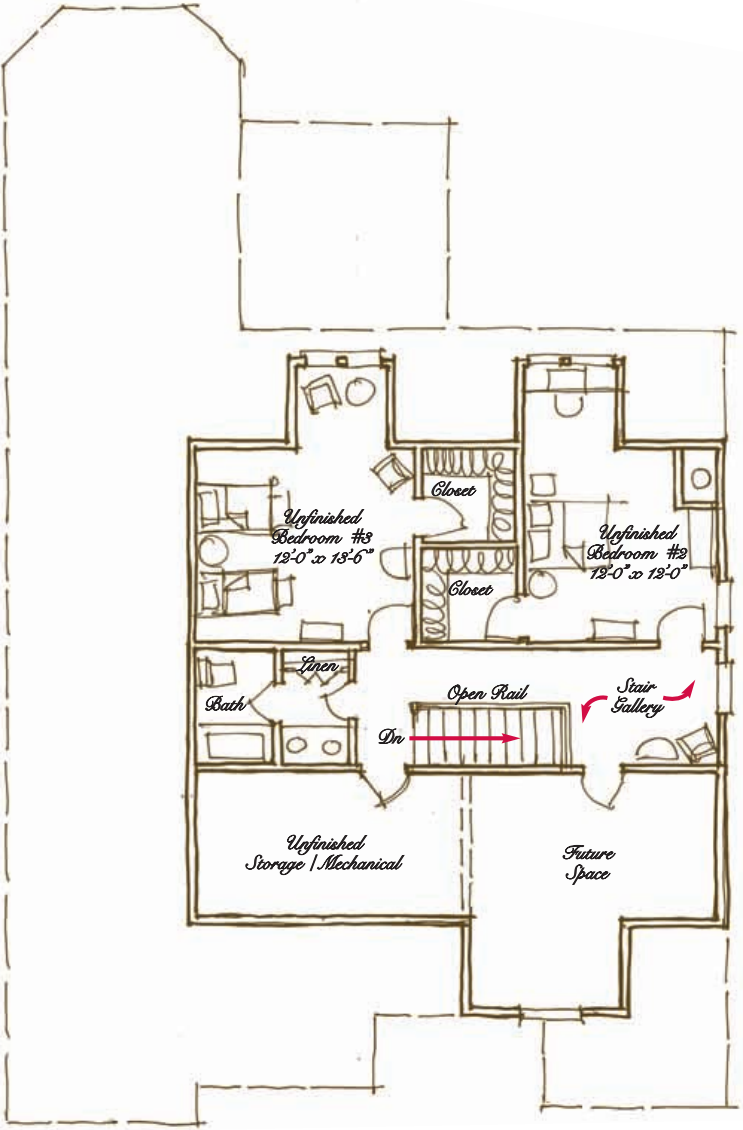 Closet
Unfinished
Bedroom #3
12'-0" x 13'-6"
Unfinished
Bedroom #2
12'-0" x 12'-0"
Closet
Linen
Bath
Open Rail
Stair
Gallery
Dn
Unfinished
Storage / Mechanical
Future
Space